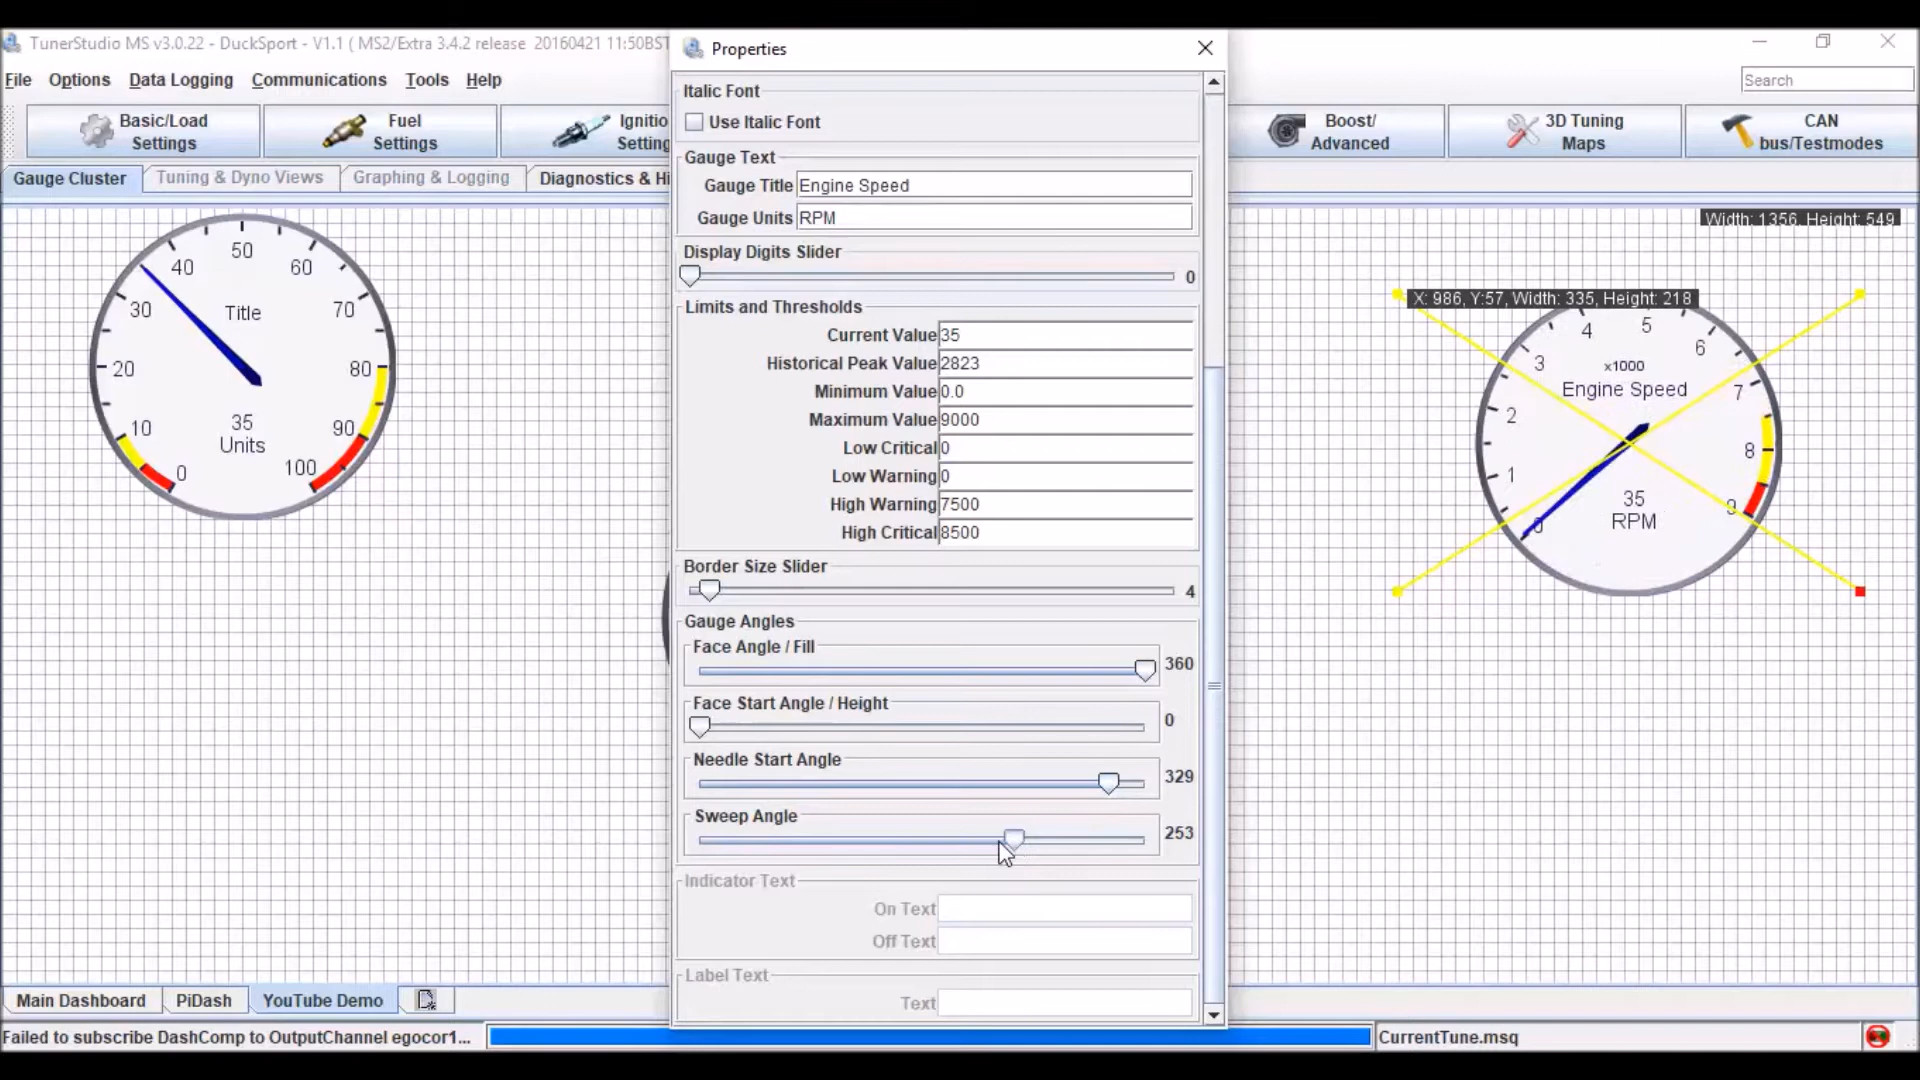 TunerStudio MS v3.0.22 - DuckSport - V1.1 ( MS2/Extra 3.4.2 release 20160421 11:50BST
Properties
File Options Data Logging Communications Tools Help
Search
Basic/Load
Settings
Fuel
Settings
Ignitio
Setting
Boost/
Advanced
3D Tuning
Maps
CAN
bus/Testmodes
Gauge Cluster
Tuning & Dyno Views
Graphing & Logging
Diagnostics & Hi
Italic Font
Use Italic Font
Gauge Text
Gauge Title Engine Speed
Gauge Units RPM
Display Digits Slider
0
Limits and Thresholds
Current Value 35
Historical Peak Value 2823
Minimum Value 0.0
Maximum Value 9000
Low Critical 0
Low Warning 0
High Warning 7500
High Critical 8500
Border Size Slider
4
Gauge Angles
Face Angle / Fill
360
Face Start Angle / Height
0
Needle Start Angle
329
Sweep Angle
253
Indicator Text
On Text
Off Text
Label Text
Text
0
10
20
30
40
50
60
70
80
90
100
Title
35
Units
Width: 1356, Height: 549
X: 986, Y:57, Width: 335, Height: 218
0
1
2
3
4
5
6
7
8
9
x1000
Engine Speed
35
RPM
Main Dashboard
PiDash
YouTube Demo
Failed to subscribe DashComp to OutputChannel egocor1...
CurrentTune.msq